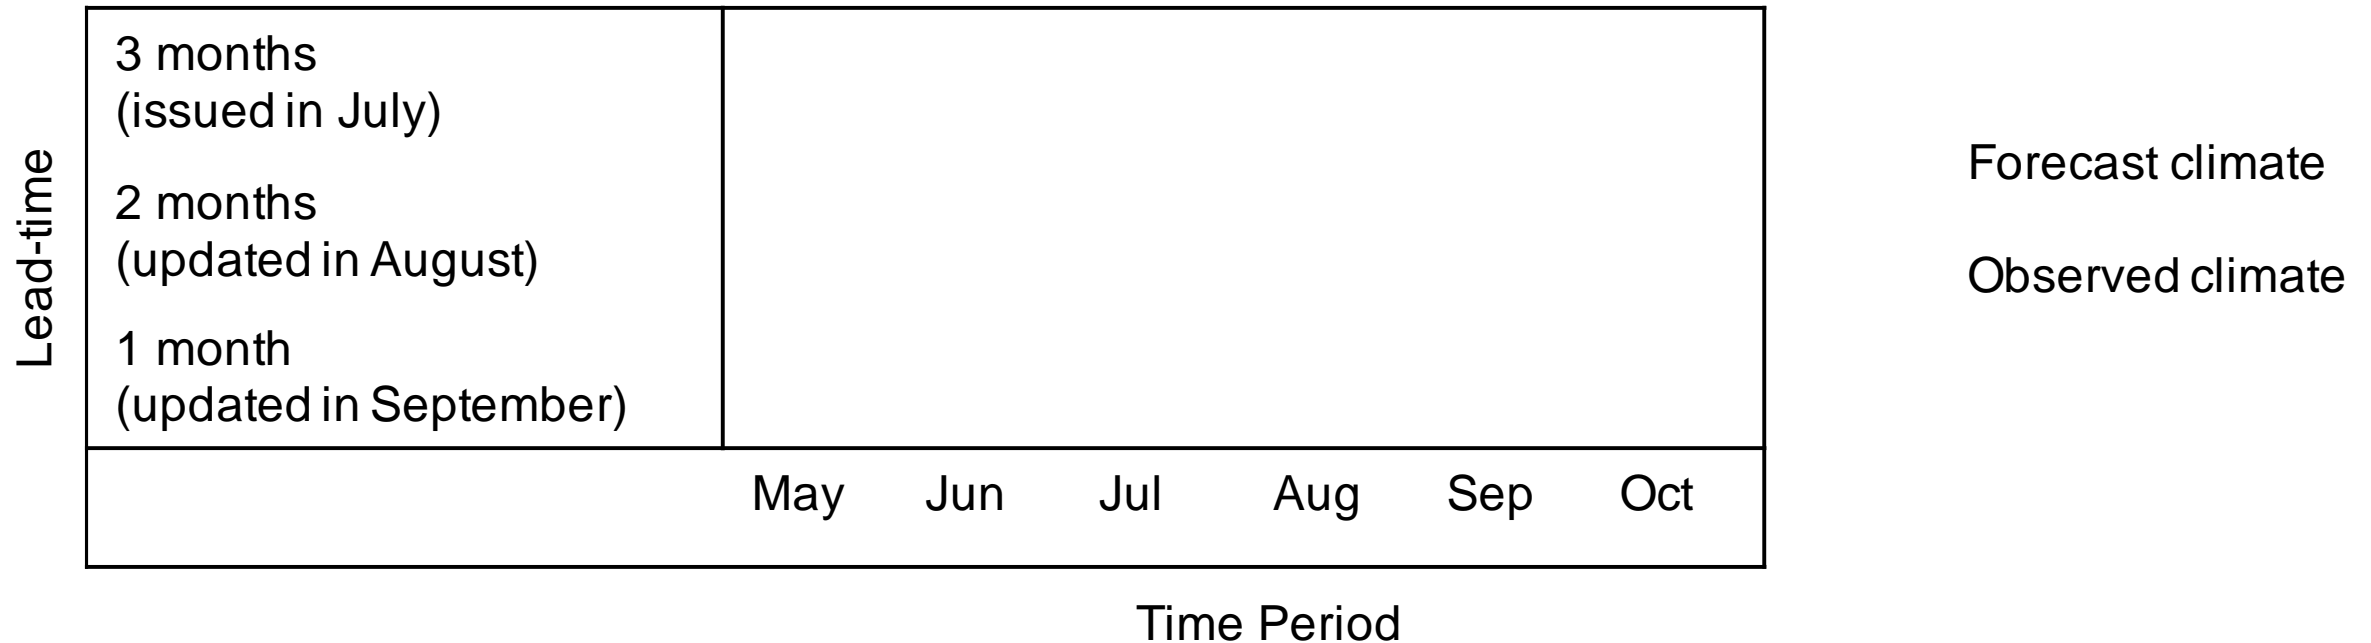 Lead-time
3 months
(issued in July)
2 months
(updated in August)
1 month
(updated in September)
May Jun Jul Aug Sep Oct
Time Period
Forecast climate
Observed climate